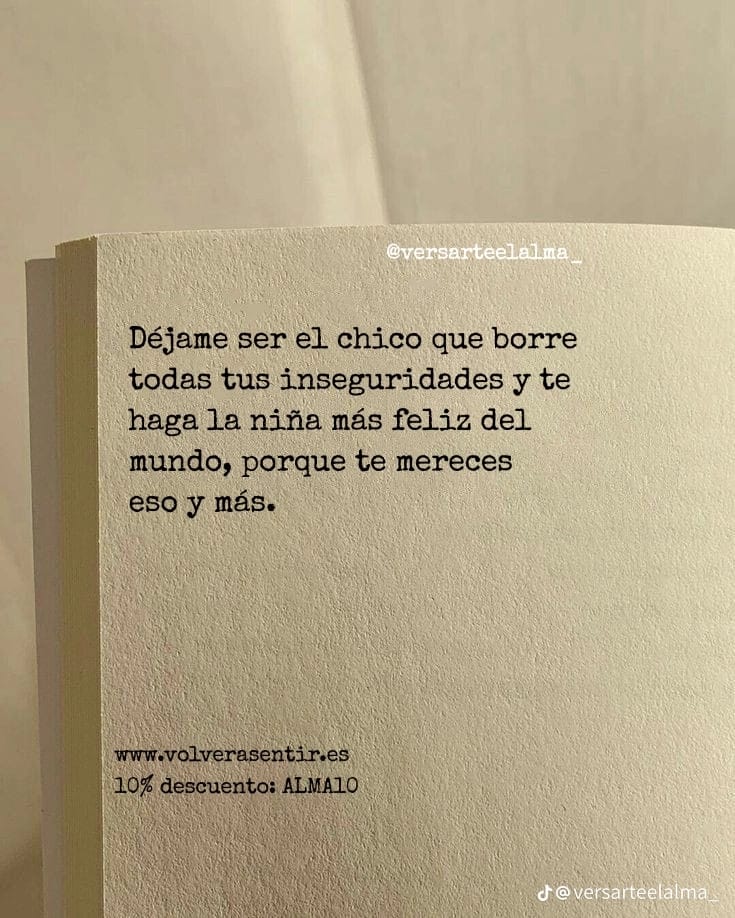 @versarteelalma_
Déjame ser el chico que borre
todas tus inseguridades y te
haga la niña más feliz del
mundo, porque te mereces
eso y más.
www.volverasentir.es
10% descuento: ALMA10
@versarteelalma_